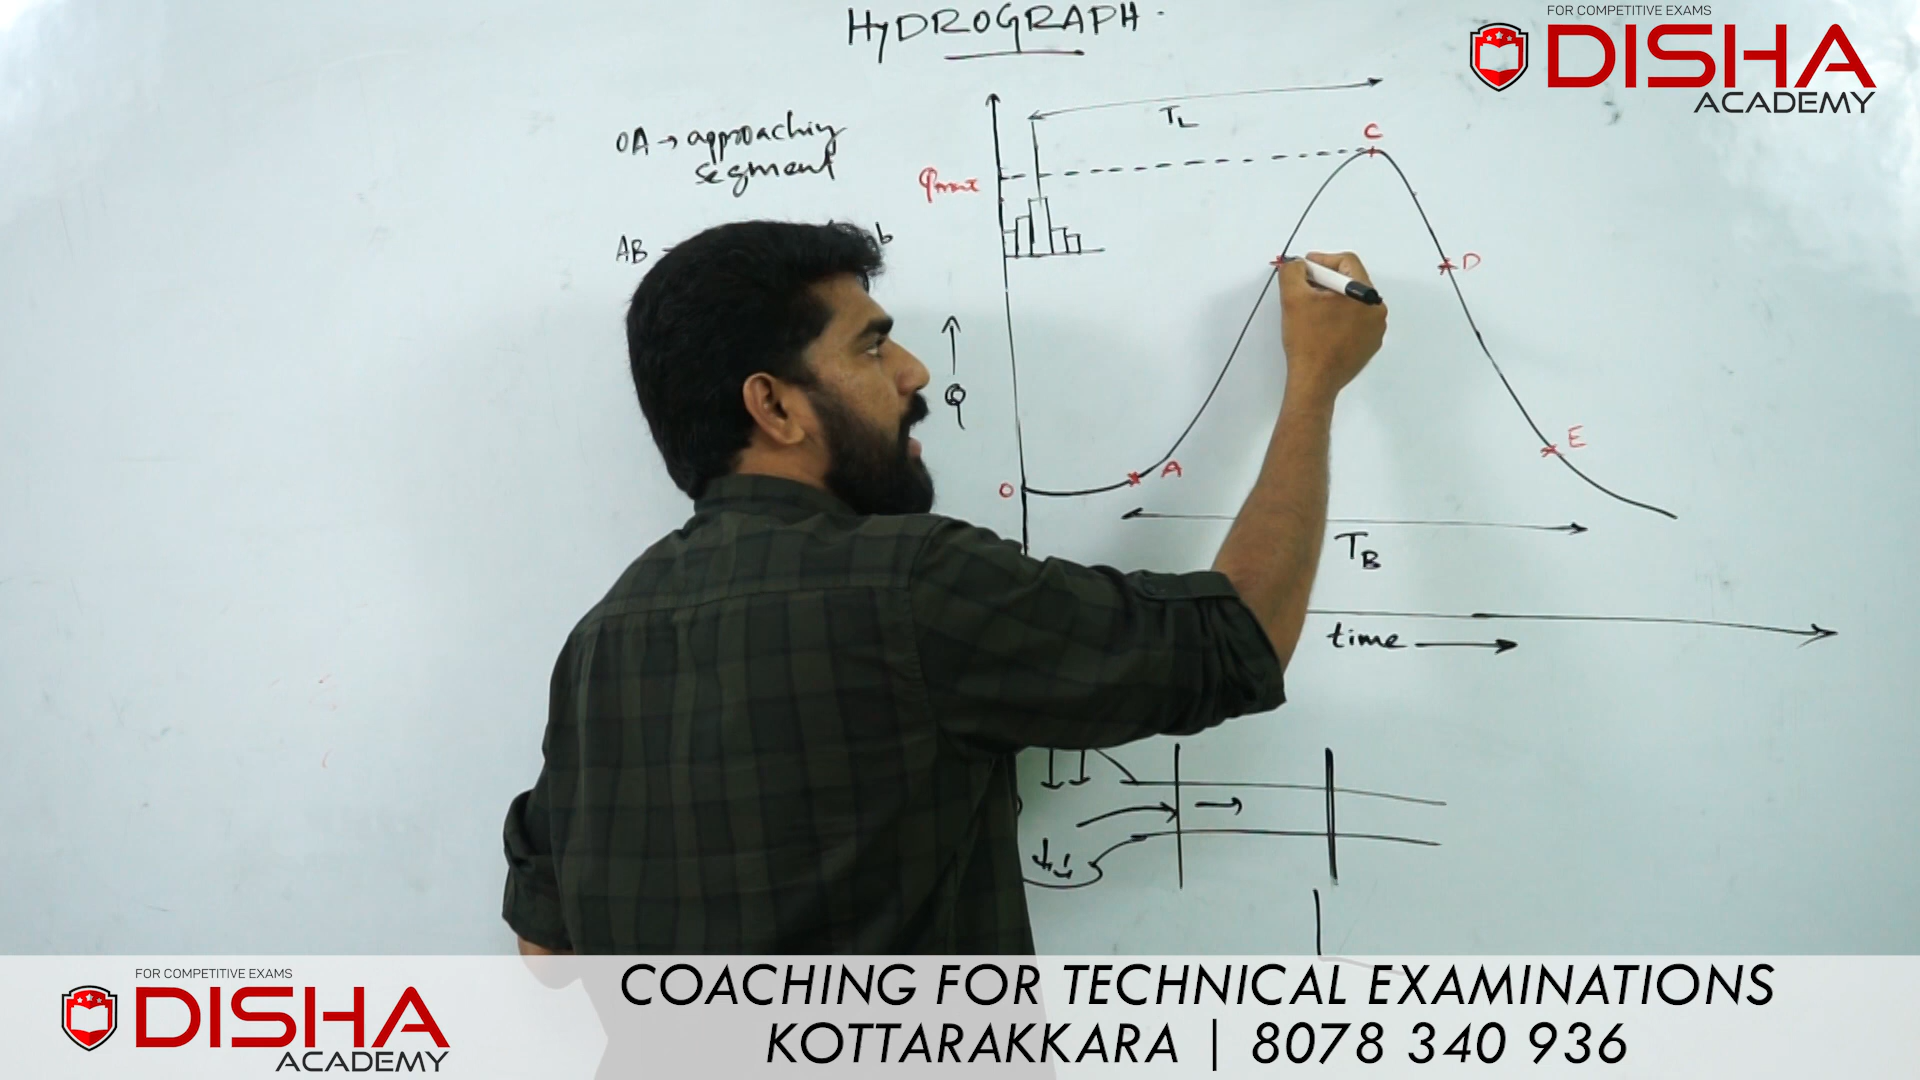 HyDROGRAPH
FOR COMPETITIVE EXAMS
DISHA
ACADEMY
OA → approaching
segment
AB
TL
C
Qmax
D
Q
E
A
O
TB
time
FOR COMPETITIVE EXAMS
DISHA
ACADEMY
COACHING FOR TECHNICAL EXAMINATIONS
KOTTARAKKARA | 8078 340 936